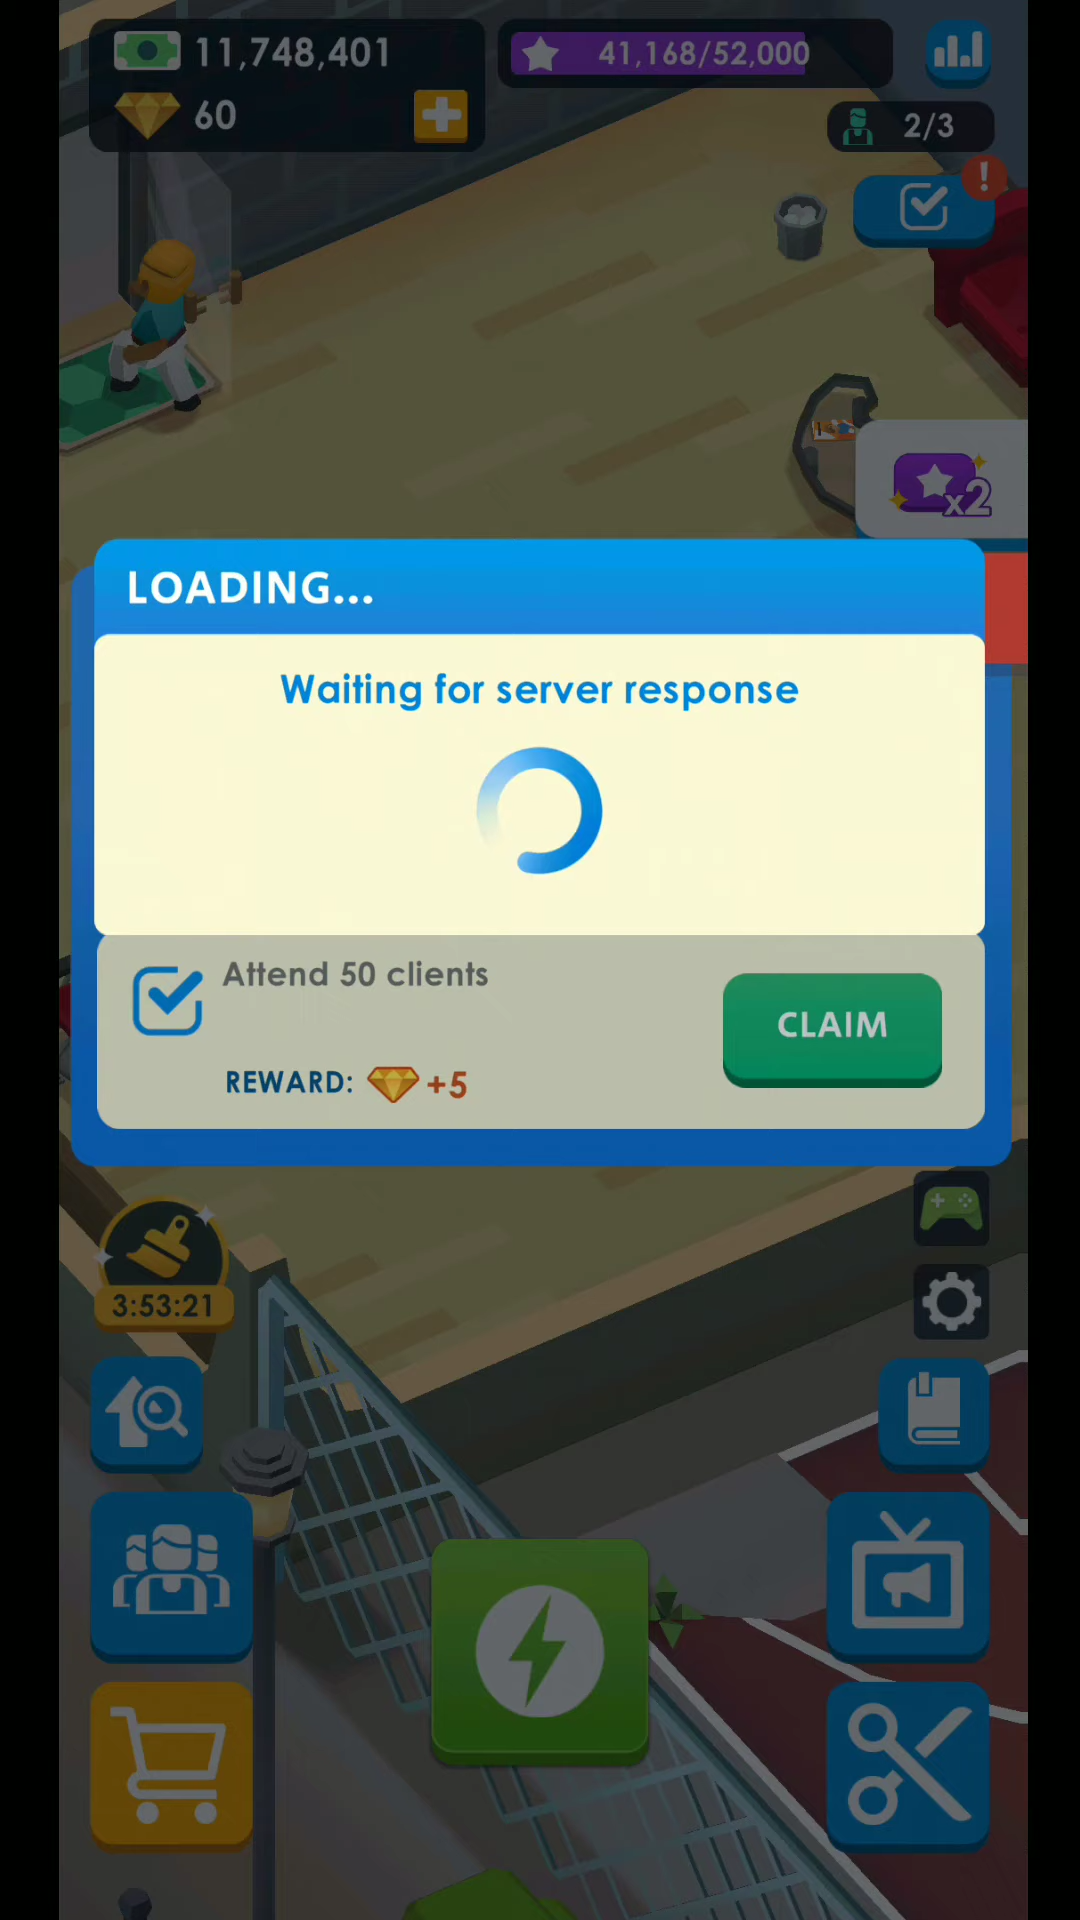 11,748,401
41,168/52,000
60
2/3
!
x2
LOADING...
Waiting for server response
Attend 50 clients
CLAIM
REWARD: +5
3:53:21